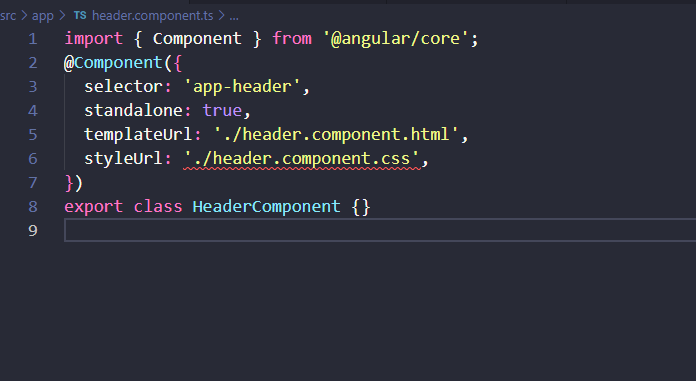 src > app > TS header.component.ts > ...
1 import { Component } from '@angular/core';
2 @Component({
3   selector: 'app-header',
4   standalone: true,
5   templateUrl: './header.component.html',
6   styleUrl: './header.component.css',
7 })
8 export class HeaderComponent {}
9